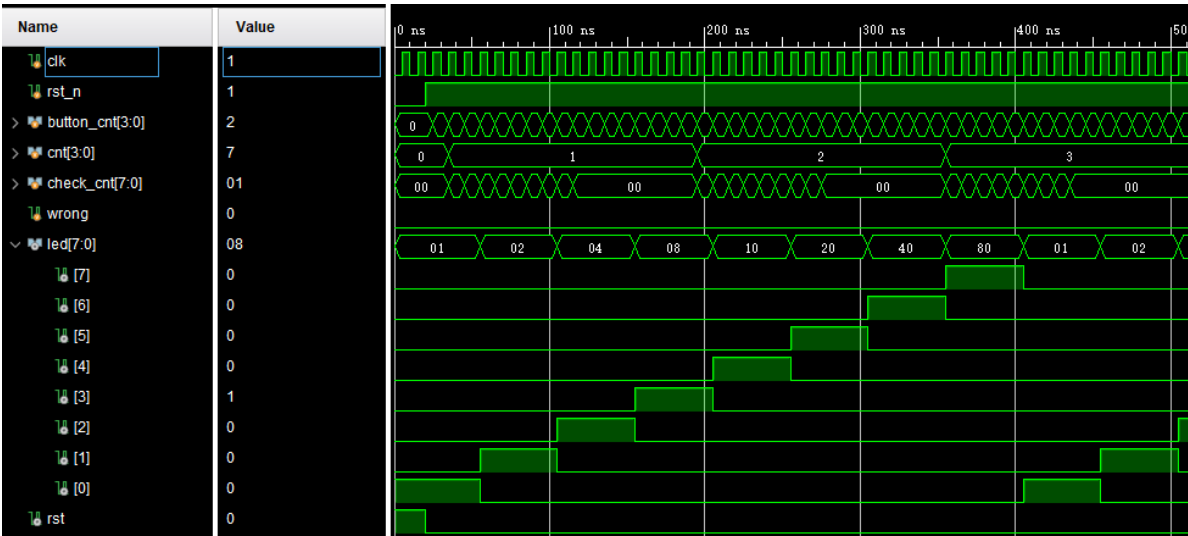 Name Value 0 ns 100 ns 200 ns 300 ns 400 ns 50
clk 1
rst_n 1
button_cnt[3:0] 2 0
cnt[3:0] 7 0 1 2 3
check_cnt[7:0] 01 00 00 00 00
wrong 0
led[7:0] 08 01 02 04 08 10 20 40 80 01 02
[7] 0
[6] 0
[5] 0
[4] 0
[3] 1
[2] 0
[1] 0
[0] 0
rst 0